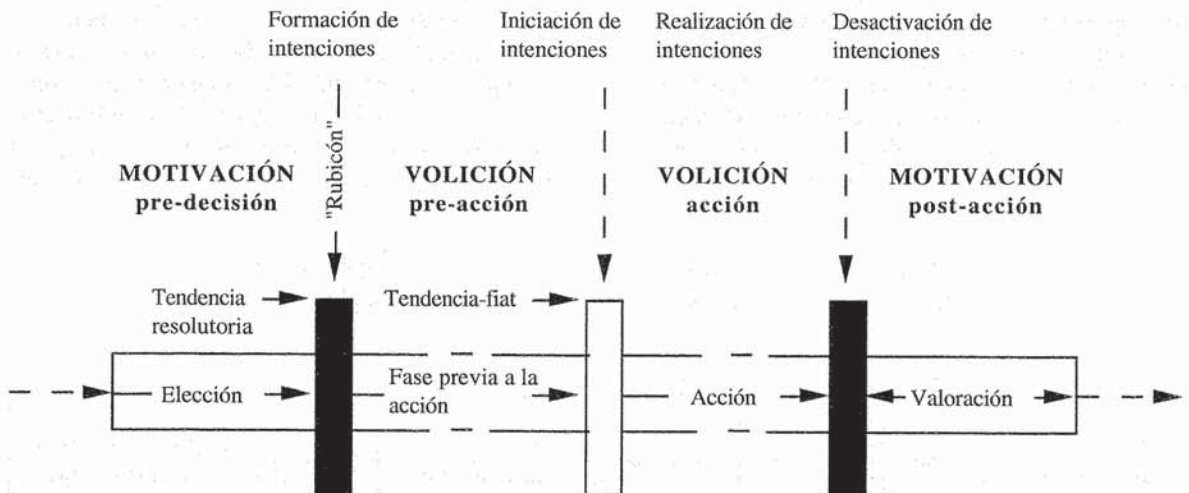 Formación de
intenciones
Iniciación de
intenciones
Realización de
intenciones
Desactivación de
intenciones
"Rubicón"
MOTIVACIÓN
pre-decisión
VOLICIÓN
pre-acción
VOLICIÓN
acción
MOTIVACIÓN
post-acción
Tendencia
resolutoria
Tendencia-fiat
Elección
Fase previa a la
acción
Acción
Valoración